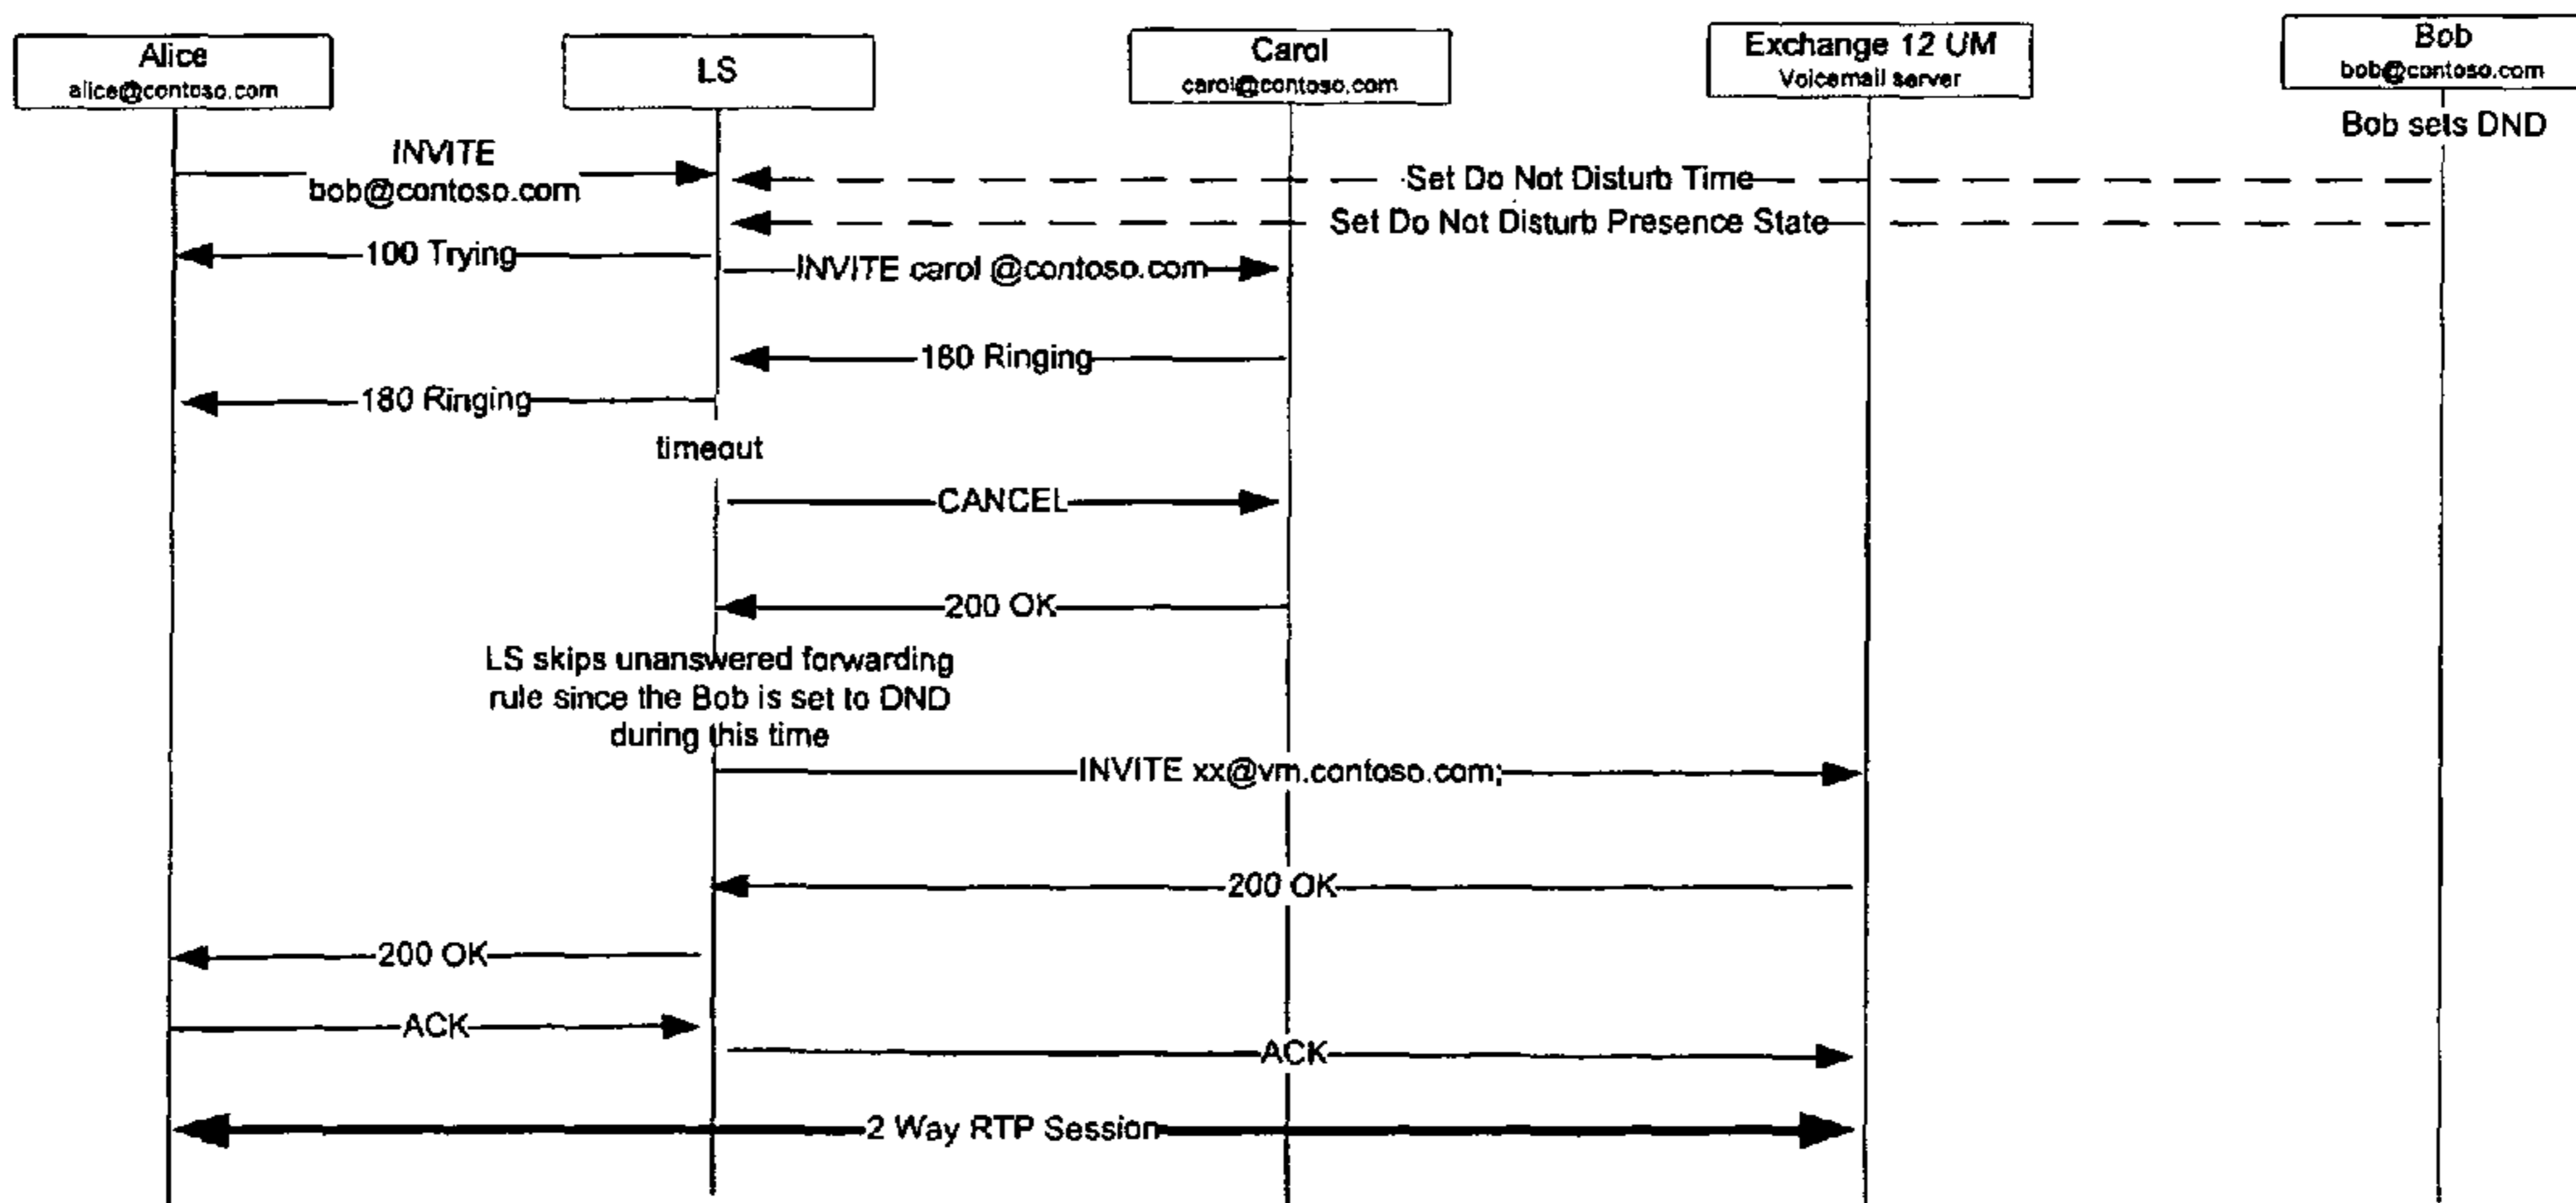 Alice
alice@contoso.com
LS
Carol
carol@contoso.com
Exchange 12 UM
Voicemail server
Bob
bob@contoso.com
Bob sets DND
INVITE
bob@contoso.com
Set Do Not Disturb Time
Set Do Not Disturb Presence State
100 Trying
INVITE carol @contoso.com
180 Ringing
180 Ringing
timeout
CANCEL
200 OK
LS skips unanswered forwarding
rule since the Bob is set to DND
during this time
INVITE xx@vm.contoso.com;
200 OK
200 OK
ACK
ACK
2 Way RTP Session